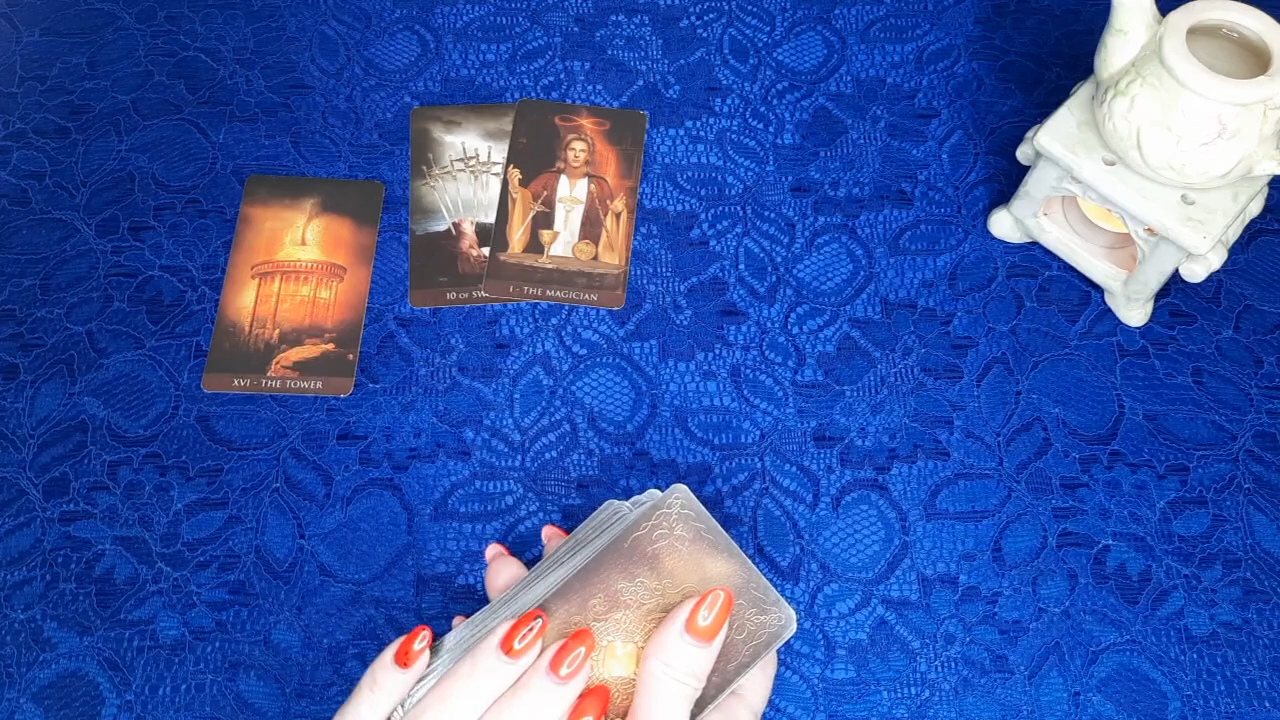 XVI - THE TOWER
10 OF SW
I - THE MAGICIAN